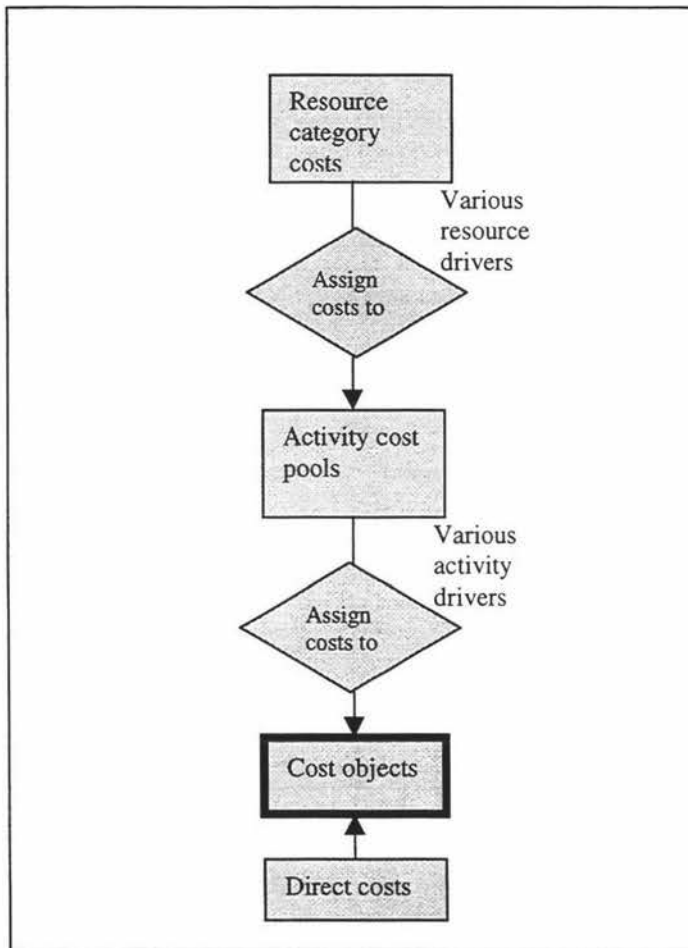 Resource
category
costs
Various
resource
drivers
Assign
costs to
Activity cost
pools
Various
activity
drivers
Assign
costs to
Cost objects
Direct costs